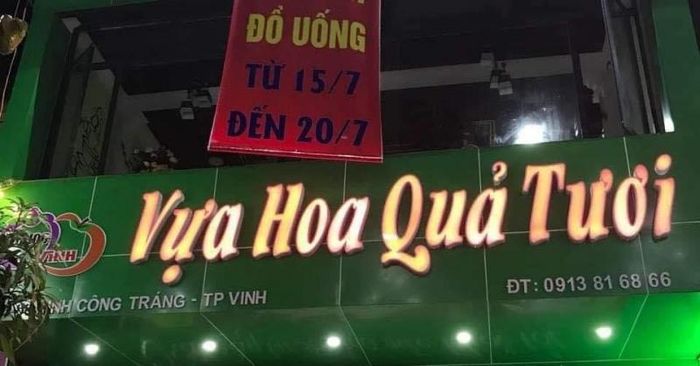 ĐỒ UỐNG
TỪ 15/7
ĐẾN 20/7
VINH
Vựa Hoa Quả Tươi
CÔNG TRÁNG - TP VINH
ĐT: 0913 81 68 66